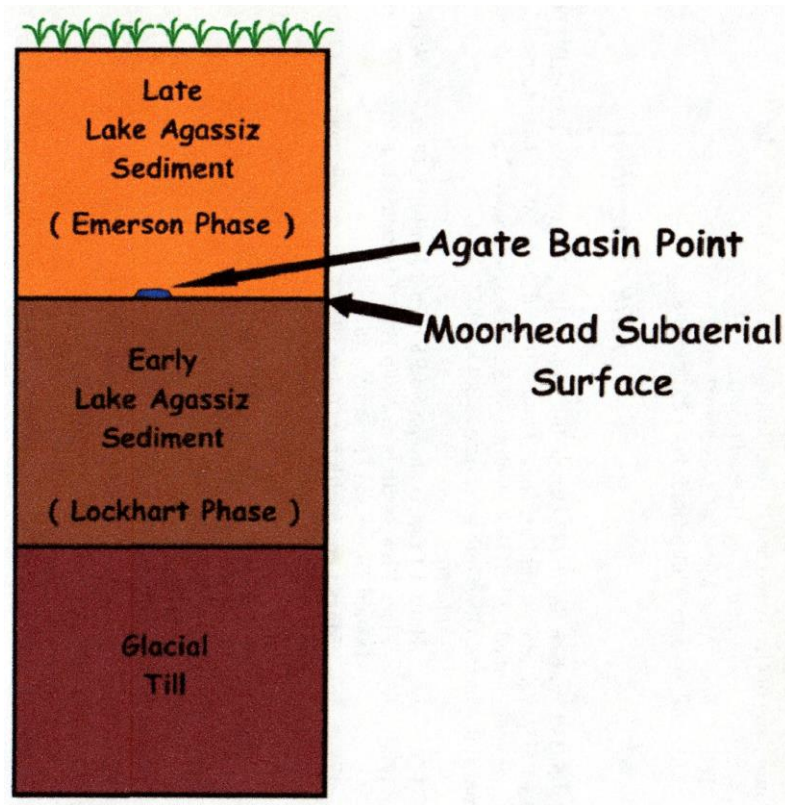 Late
Lake Agassiz
Sediment
( Emerson Phase )
Agate Basin Point
Moorhead Subaerial
Surface
Early
Lake Agassiz
Sediment
( Lockhart Phase )
Glacial
Till